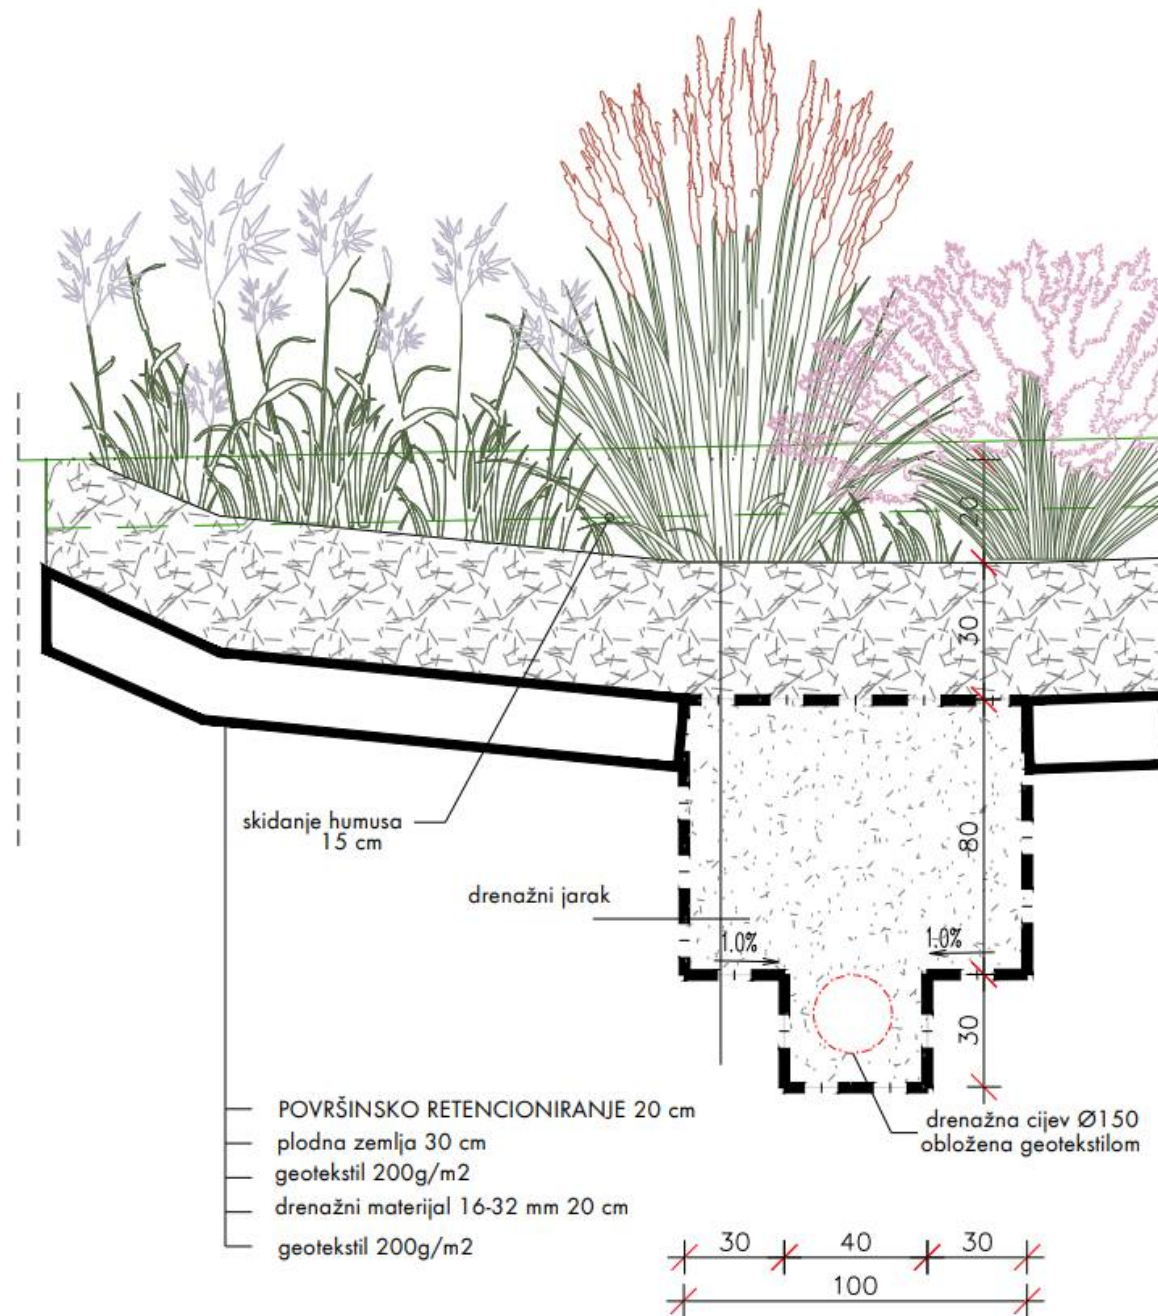 20
30
skidanje humusa
15 cm
80
drenažni jarak
1.0%
1.0%
30
POVRŠINSKO RETENCIONIRANJE 20 cm
plodna zemlja 30 cm
geotekstil 200g/m2
drenažni materijal 16-32 mm 20 cm
geotekstil 200g/m2
drenažna cijev Ø150
obložena geotekstilom
30
40
30
100